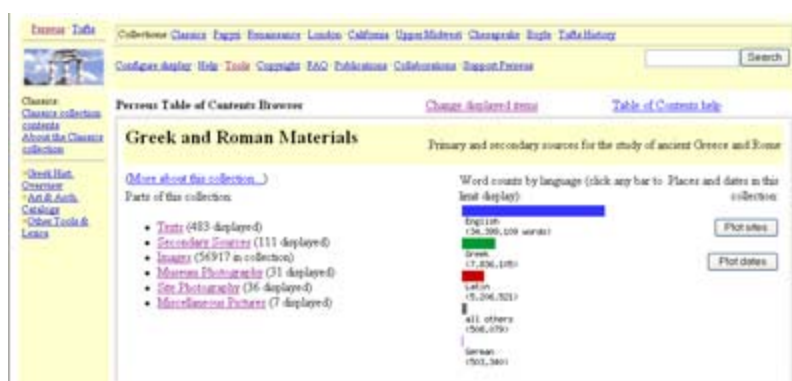 Perseus Tufts
Collections Classics Papyri Renaissance London California Upper Midwest Chesapeake Boyle Tufts History
Configure display Help Tools Copyright FAQ Publications Collaborations Support Perseus
Search
Classics:
Classics collection
contents
About the Classics
collection
Greek Hist.
Overview
Art & Arch.
Catalogs
Other Tools &
Lexica
Perseus Table of Contents Browser
Change displayed items
Table of Contents help
Greek and Roman Materials
Primary and secondary sources for the study of ancient Greece and Rome
(More about this collection...)
Parts of this collection:
Texts (483 displayed)
Secondary Sources (111 displayed)
Images (56917 in collection)
Museum Photography (31 displayed)
Site Photography (36 displayed)
Miscellaneous Pictures (7 displayed)
Word counts by language (click any bar to
limit display)
English
Greek
Latin
all others
German
Places and dates in this
collection:
Plot sites
Plot dates